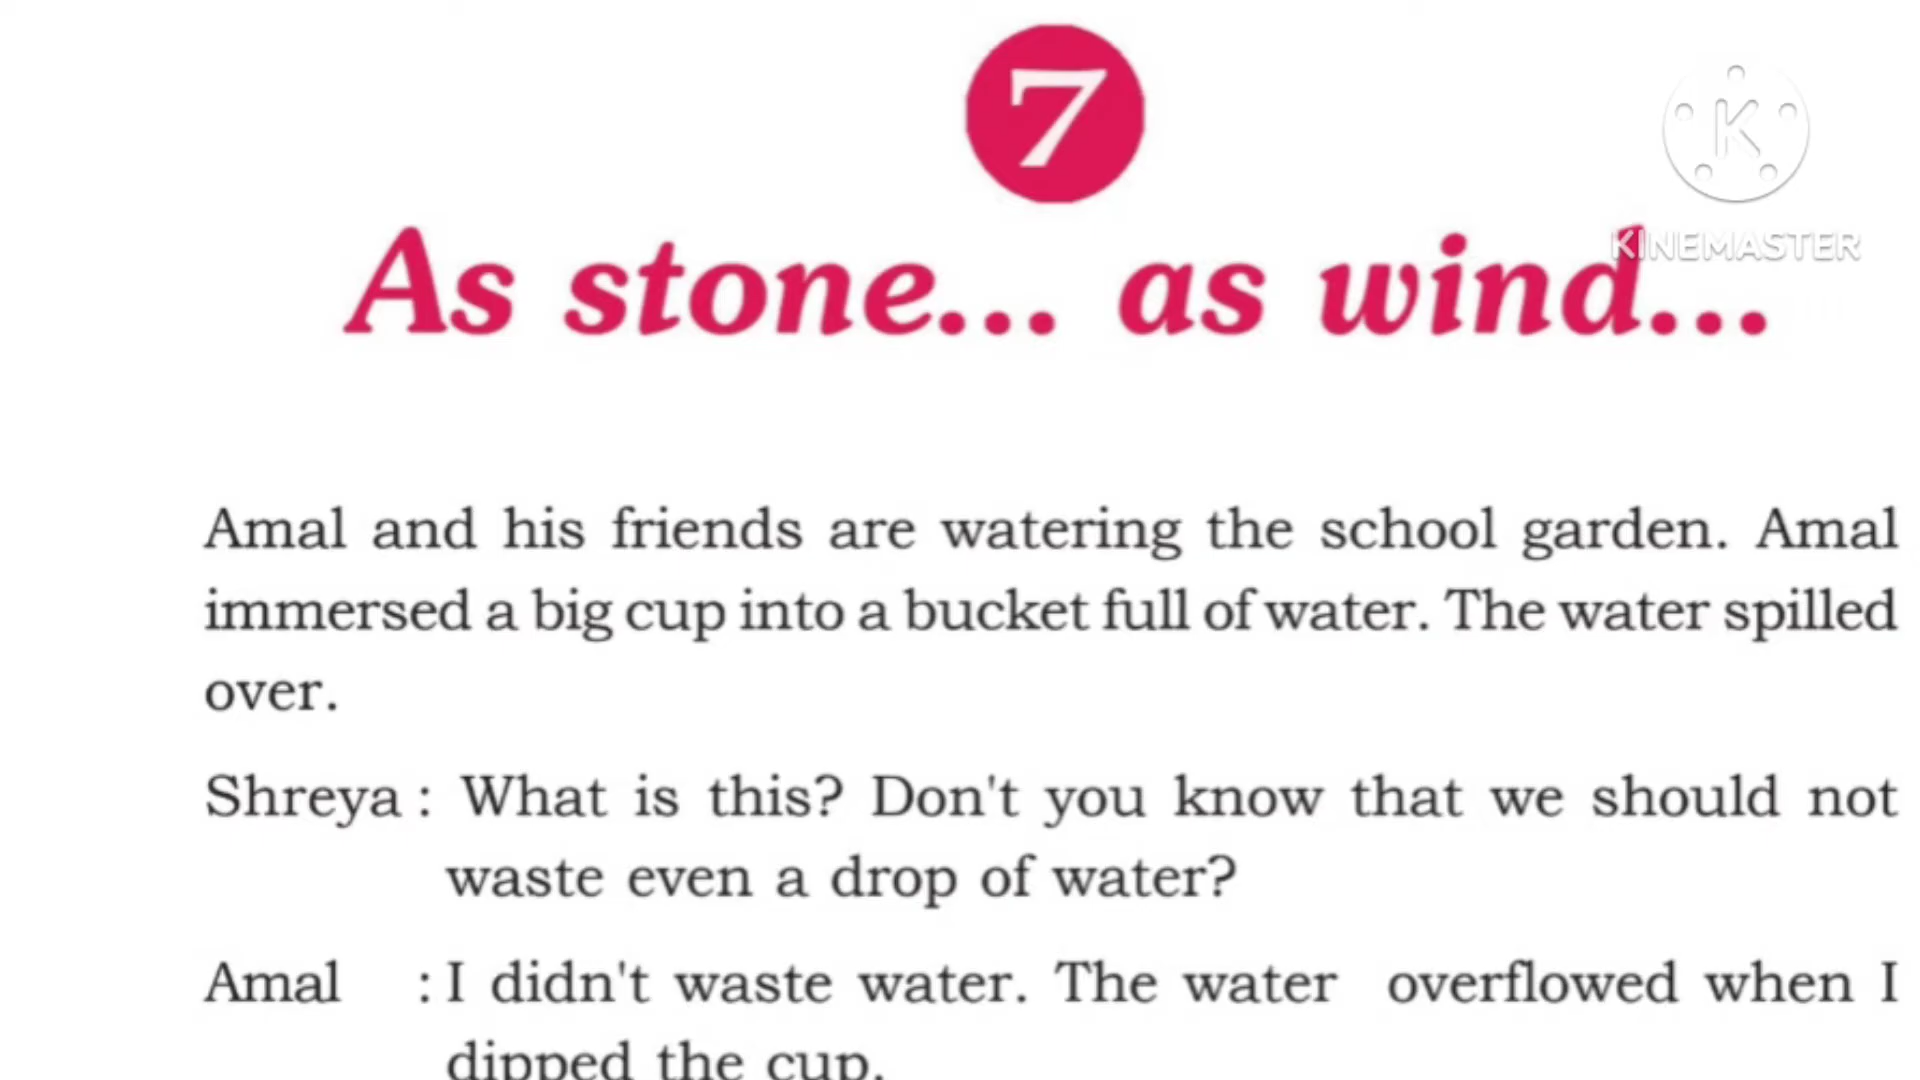 7
K
KINEMASTER
As stone... as wind...
Amal and his friends are watering the school garden. Amal
immersed a big cup into a bucket full of water. The water spilled
over.
Shreya : What is this? Don't you know that we should not
waste even a drop of water?
Amal : I didn't waste water. The water overflowed when I
dipped the cup.